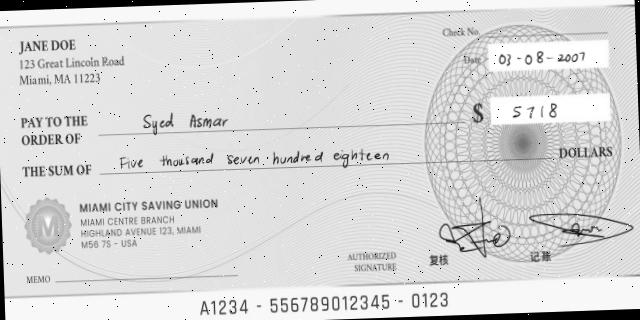 JANE DOE
123 Great Lincoln Road
Miami, MA 11223
Check No.
Date 03-08-2007
PAY TO THE
ORDER OF Syed Asmar
$ 5718
THE SUM OF Five thousand seven hundred eighteen DOLLARS
MIAMI CITY SAVING UNION
MIAMI CENTRE BRANCH
HIGHLAND AVENUE 123, MIAMI
M56 7S - USA
M
AUTHORIZED
SIGNATURE
复核
记账
MEMO
A1234 - 556789012345 - 0123